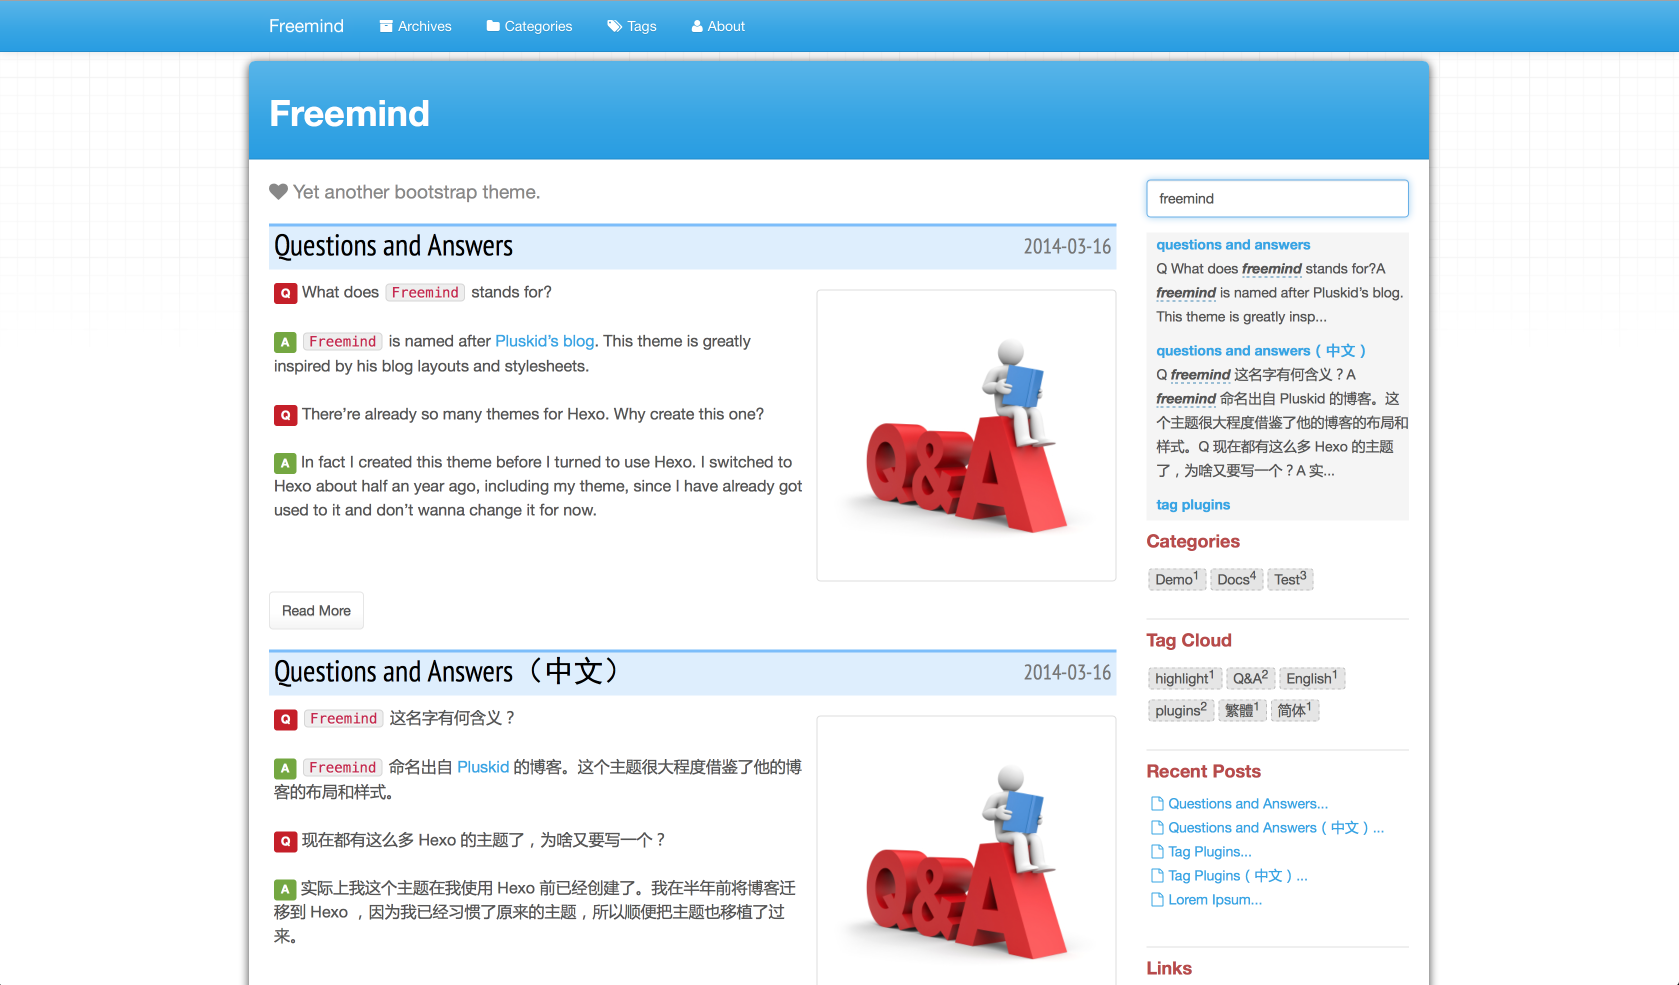 Freemind Archives Categories Tags About
Freemind
Yet another bootstrap theme.
Questions and Answers 2014-03-16
Q What does Freemind stands for?
A Freemind is named after Pluskid’s blog. This theme is greatly
inspired by his blog layouts and stylesheets.
Q There’re already so many themes for Hexo. Why create this one?
A In fact I created this theme before I turned to use Hexo. I switched to
Hexo about half an year ago, including my theme, since I have already got
used to it and don’t wanna change it for now.
Q&A
Read More
Questions and Answers（中文） 2014-03-16
Q Freemind 这名字有何含义？
A Freemind 命名出自 Pluskid 的博客。这个主题很大程度借鉴了他的博
客的布局和样式。
Q 现在都有这么多 Hexo 的主题了，为啥又要写一个？
A 实际上我这个主题在我使用 Hexo 前已经创建了。我在半年前将博客迁
移到 Hexo ，因为我已经习惯了原来的主题，所以顺便把主题也移植了过
来。
Q&A
freemind
questions and answers
Q What does freemind stands for?A
freemind is named after Pluskid’s blog.
This theme is greatly insp...
questions and answers（中文）
Q freemind 这名字有何含义？A
freemind 命名出自 Pluskid 的博客。这
个主题很大程度借鉴了他的博客的布局和
样式。Q 现在都有这么多 Hexo 的主题
了，为啥又要写一个？A 实...
tag plugins
Categories
Demo1 Docs4 Test3
Tag Cloud
highlight1 Q&A2 English1
plugins2 繁體1 简体1
Recent Posts
Questions and Answers...
Questions and Answers（中文）...
Tag Plugins...
Tag Plugins（中文）...
Lorem Ipsum...
Links